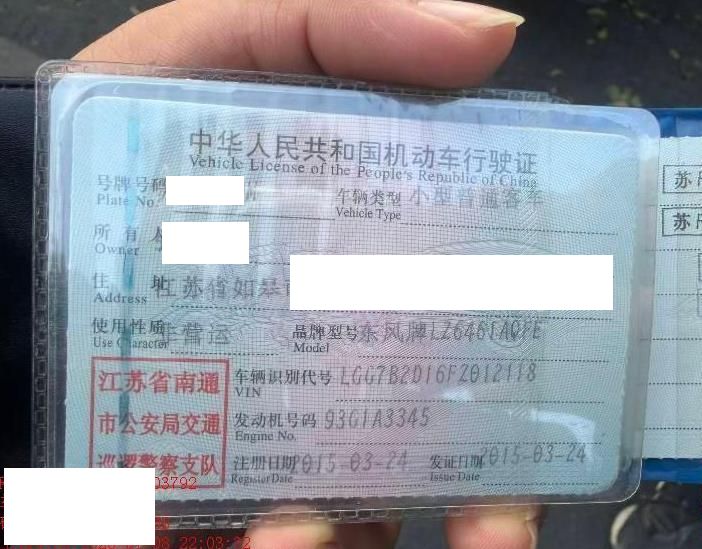 中华人民共和国机动车行驶证
Vehicle License of the People's Republic of China
号牌号码
Plate No.
车辆类型 小型普通客车
Vehicle Type
所有人
Owner
住址 江苏省如皋市
Address
使用性质 非营运
Use Character
品牌型号 东风牌LZ6461AQFE
Model
江苏省南通
市公安局交通
巡逻警察支队
车辆识别代号 LGG7B2D16FZ012118
VIN
发动机号码 93G1A3345
Engine No.
注册日期 2015-03-24
Register Date
发证日期 2015-03-24
Issue Date
苏
苏
03792
08 22:03:32